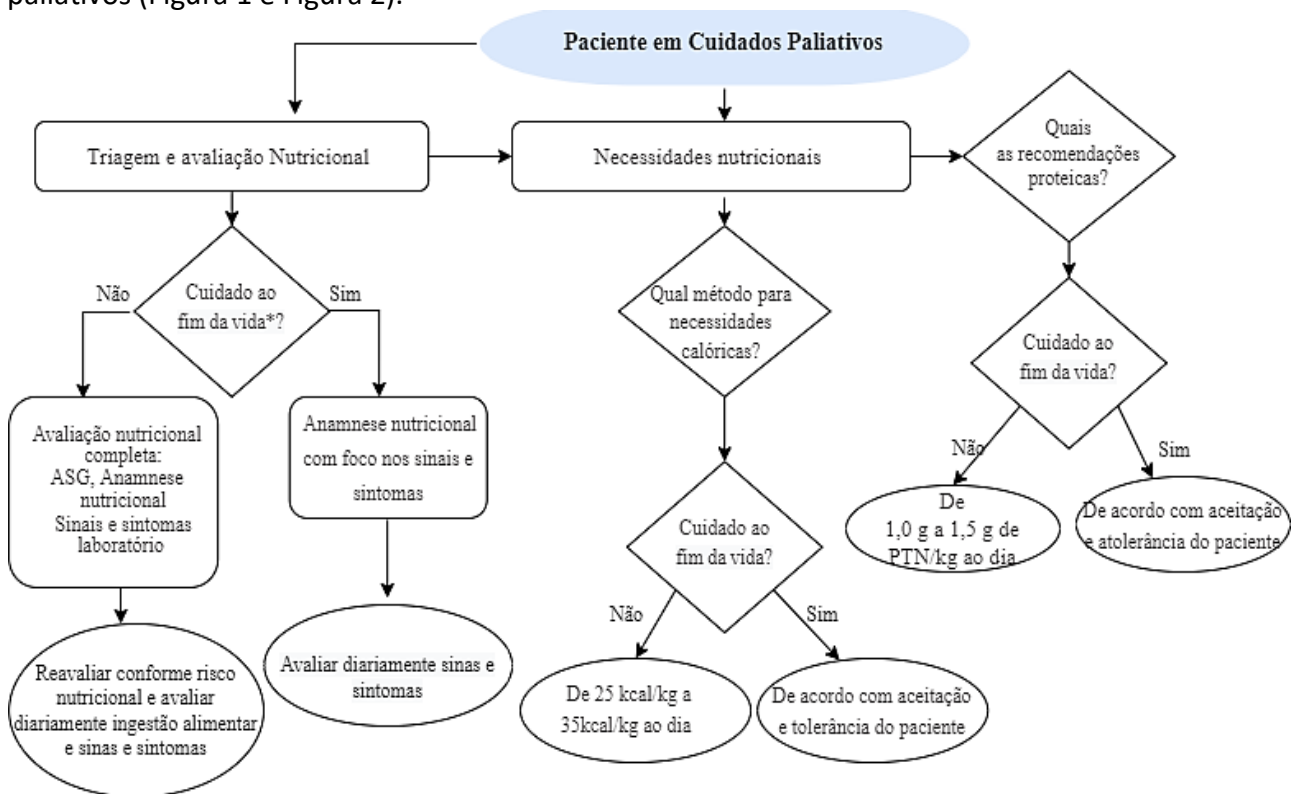 paliativos (Figura 1 e Figura 2).
Paciente em Cuidados Paliativos
Triagem e avaliação Nutricional
Necessidades nutricionais
Quais
as recomendações
proteicas?
Não
Cuidado ao
fim da vida*?
Sim
Qual método para
necessidades
calóricas?
Cuidado ao
fim da vida?
Avaliação nutricional
completa:
ASG, Anamnese
nutricional
Sinais e sintomas
laboratório
Anamnese nutricional
com foco nos sinais e
sintomas
Não
Sim
De
1,0 g a 1,5 g de
PTN/kg ao dia
De acordo com aceitação
e atolerância do paciente
Cuidado ao
fim da vida?
Não
Sim
Reavaliar conforme risco
nutricional e avaliar
diariamente ingestão alimentar
e sinas e sintomas
Avaliar diariamente sinas e
sintomas
De 25 kcal/kg a
35kcal/kg ao dia
De acordo com aceitação
e tolerância do paciente